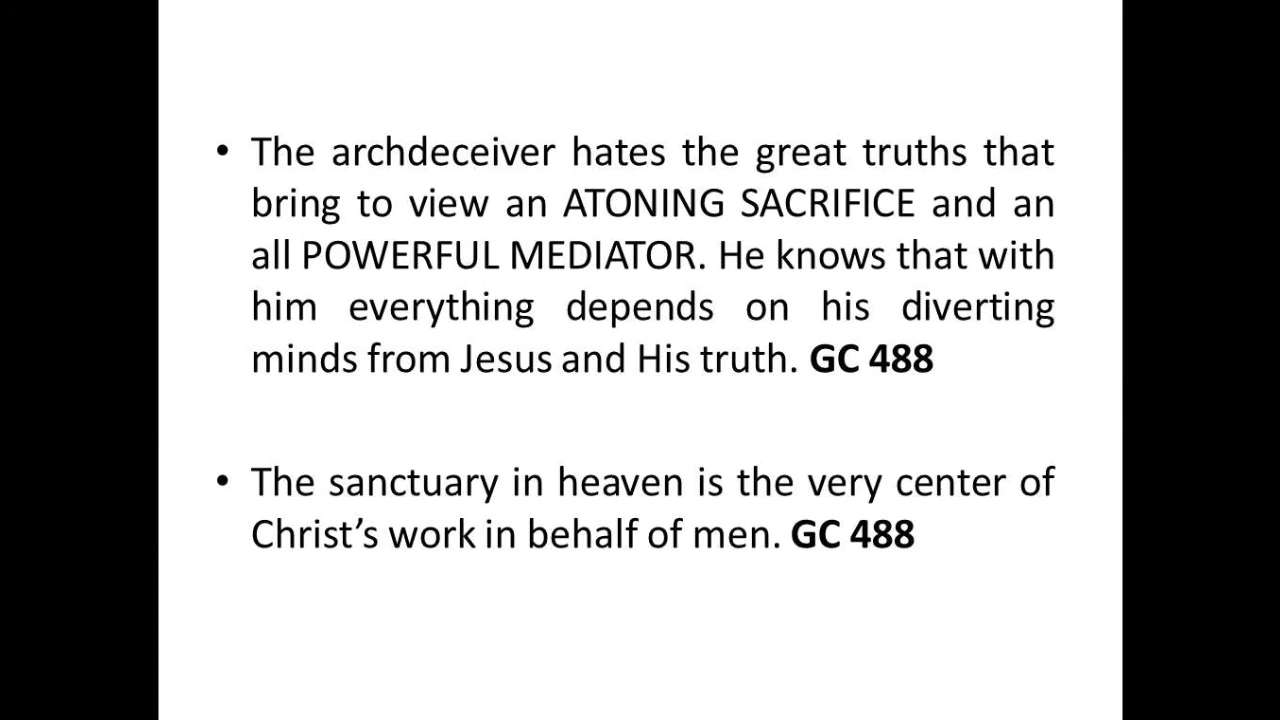 • The archdeceiver hates the great truths that
bring to view an ATONING SACRIFICE and an
all POWERFUL MEDIATOR. He knows that with
him everything depends on his diverting
minds from Jesus and His truth. GC 488
• The sanctuary in heaven is the very center of
Christ’s work in behalf of men. GC 488